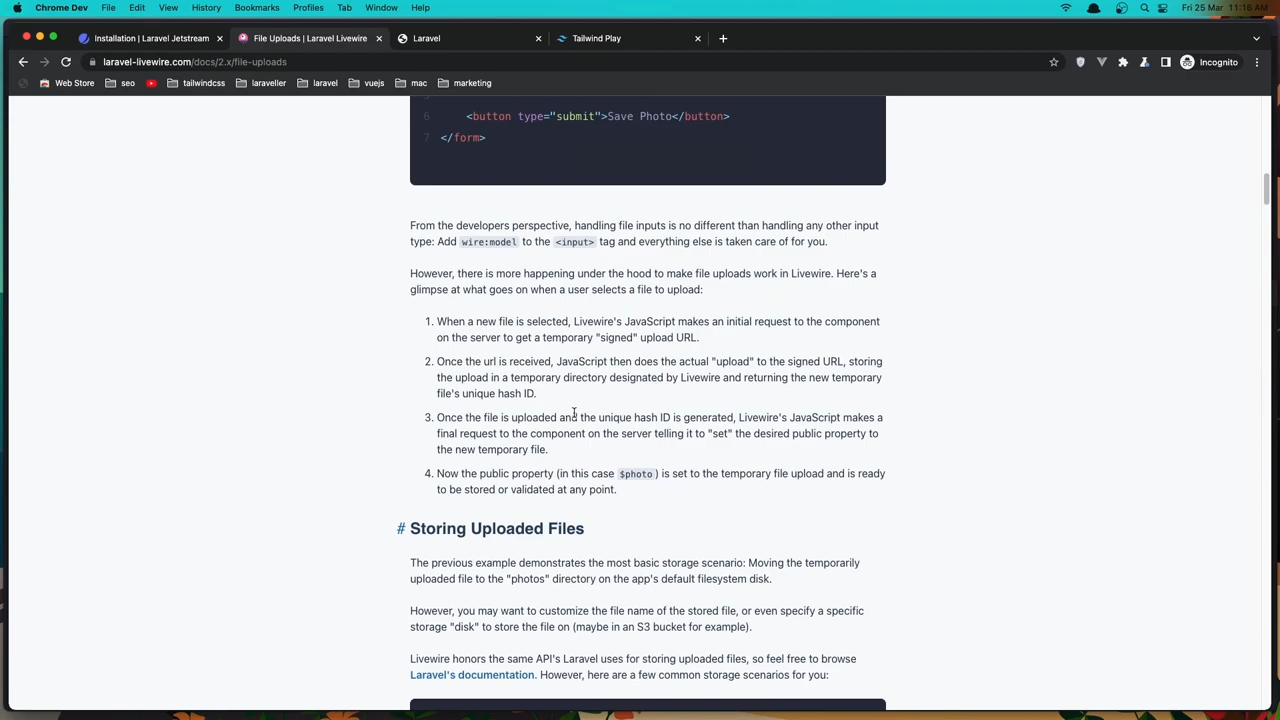 Chrome Dev File Edit View History Bookmarks Profiles Tab Window Help Fri 25 Mar 11:16 AM
Installation | Laravel Jetstream File Uploads | Laravel Livewire Laravel Tailwind Play
laravel-livewire.com/docs/2.x/file-uploads Incognito
Web Store seo tailwindcss laraveller laravel vuejs mac marketing
6 <button type="submit">Save Photo</button>
7 </form>
From the developers perspective, handling file inputs is no different than handling any other input
type: Add wire:model to the <input> tag and everything else is taken care of for you.
However, there is more happening under the hood to make file uploads work in Livewire. Here's a
glimpse at what goes on when a user selects a file to upload:
1. When a new file is selected, Livewire's JavaScript makes an initial request to the component
on the server to get a temporary "signed" upload URL.
2. Once the url is received, JavaScript then does the actual "upload" to the signed URL, storing
the upload in a temporary directory designated by Livewire and returning the new temporary
file's unique hash ID.
3. Once the file is uploaded and the unique hash ID is generated, Livewire's JavaScript makes a
final request to the component on the server telling it to "set" the desired public property to
the new temporary file.
4. Now the public property (in this case $photo) is set to the temporary file upload and is ready
to be stored or validated at any point.
# Storing Uploaded Files
The previous example demonstrates the most basic storage scenario: Moving the temporarily
uploaded file to the "photos" directory on the app's default filesystem disk.
However, you may want to customize the file name of the stored file, or even specify a specific
storage "disk" to store the file on (maybe in an S3 bucket for example).
Livewire honors the same API's Laravel uses for storing uploaded files, so feel free to browse
Laravel's documentation. However, here are a few common storage scenarios for you: